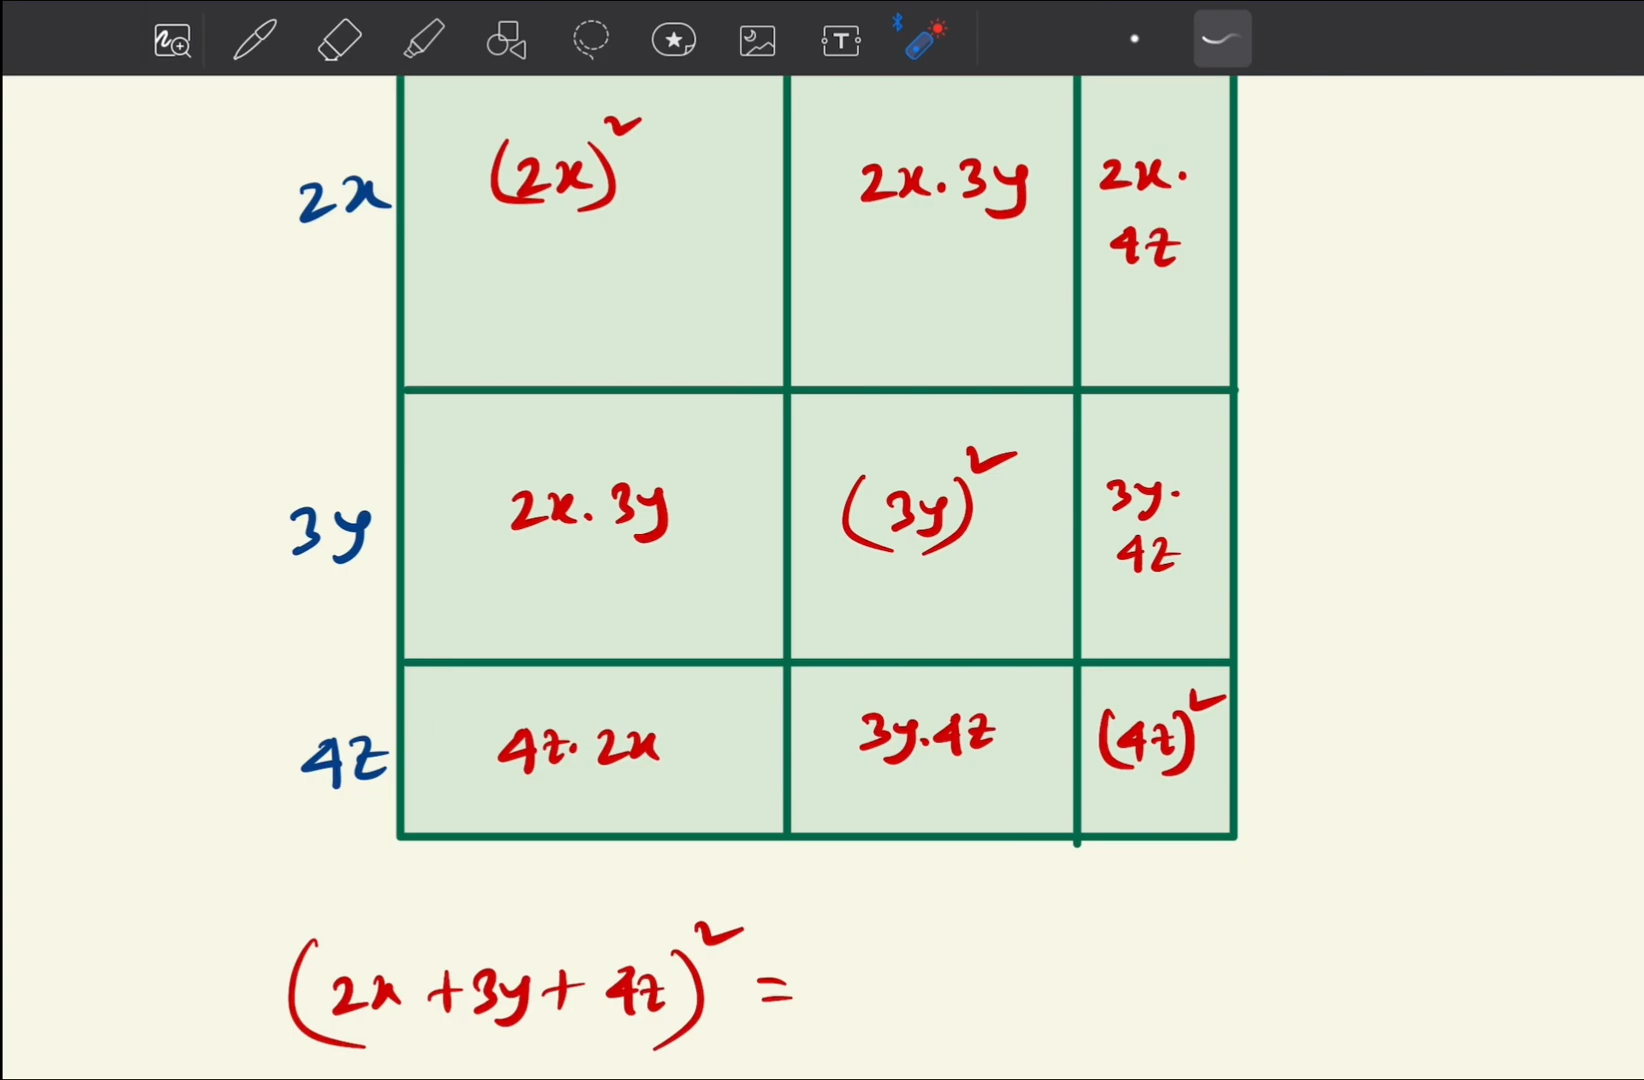 2x (2x)² 2x.3y 2x.
4z
3y 2x.3y (3y)² 3y.
4z
4z 4z.2x 3y.4z (4z)²
(2x+3y+4z)² =